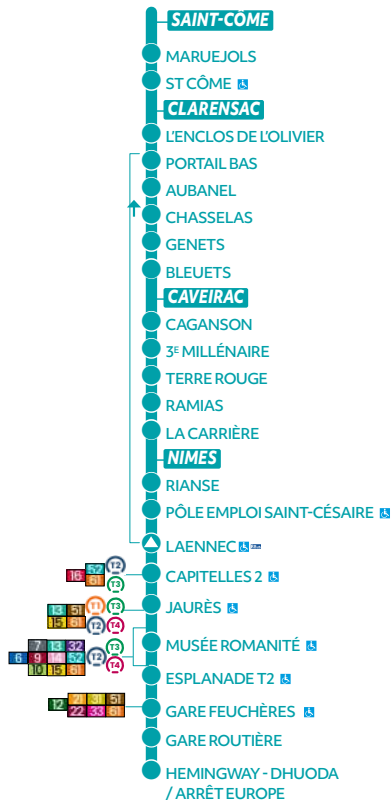 SAINT-CÔME
MARUEJOLS
ST CÔME
CLARENSAC
L'ENCLOS DE L'OLIVIER
PORTAIL BAS
AUBANEL
CHASSELAS
GENETS
BLEUETS
CAVEIRAC
CAGANSON
3E MILLÉNAIRE
TERRE ROUGE
RAMIAS
LA CARRIÈRE
NIMES
RIANSE
PÔLE EMPLOI SAINT-CÉSAIRE
LAENNEC
16 52 61 T2 T3 CAPITELLES 2
13 51 15 61 T1 T3 T2 T4 JAURÈS
7 13 32
6 9 14 52 T2 T3 T4 MUSÉE ROMANITÉ
10 15 61
ESPLANADE T2
12 21 31 51 22 33 61 GARE FEUCHÈRES
GARE ROUTIÈRE
HEMINGWAY - DHUODA
/ ARRÊT EUROPE